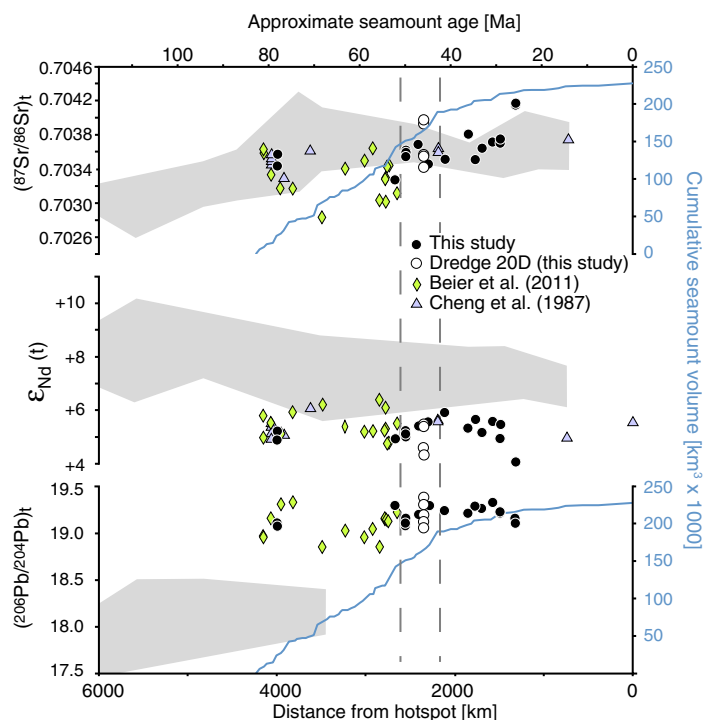 Approximate seamount age [Ma]
100 80 60 40 20 0
0.7046
0.7042
0.7038
0.7034
0.7030
0.7026
(87Sr/86Sr)t
250
200
150
100
50
0
Cumulative seamount volume [km3 x 1000]
This study
Dredge 20D (this study)
Beier et al. (2011)
Cheng et al. (1987)
+10
+8
+6
+4
εNd (t)
19.5
19.0
18.5
18.0
17.5
(206Pb/204Pb)t
250
200
150
100
50
6000 4000 2000 0
Distance from hotspot [km]